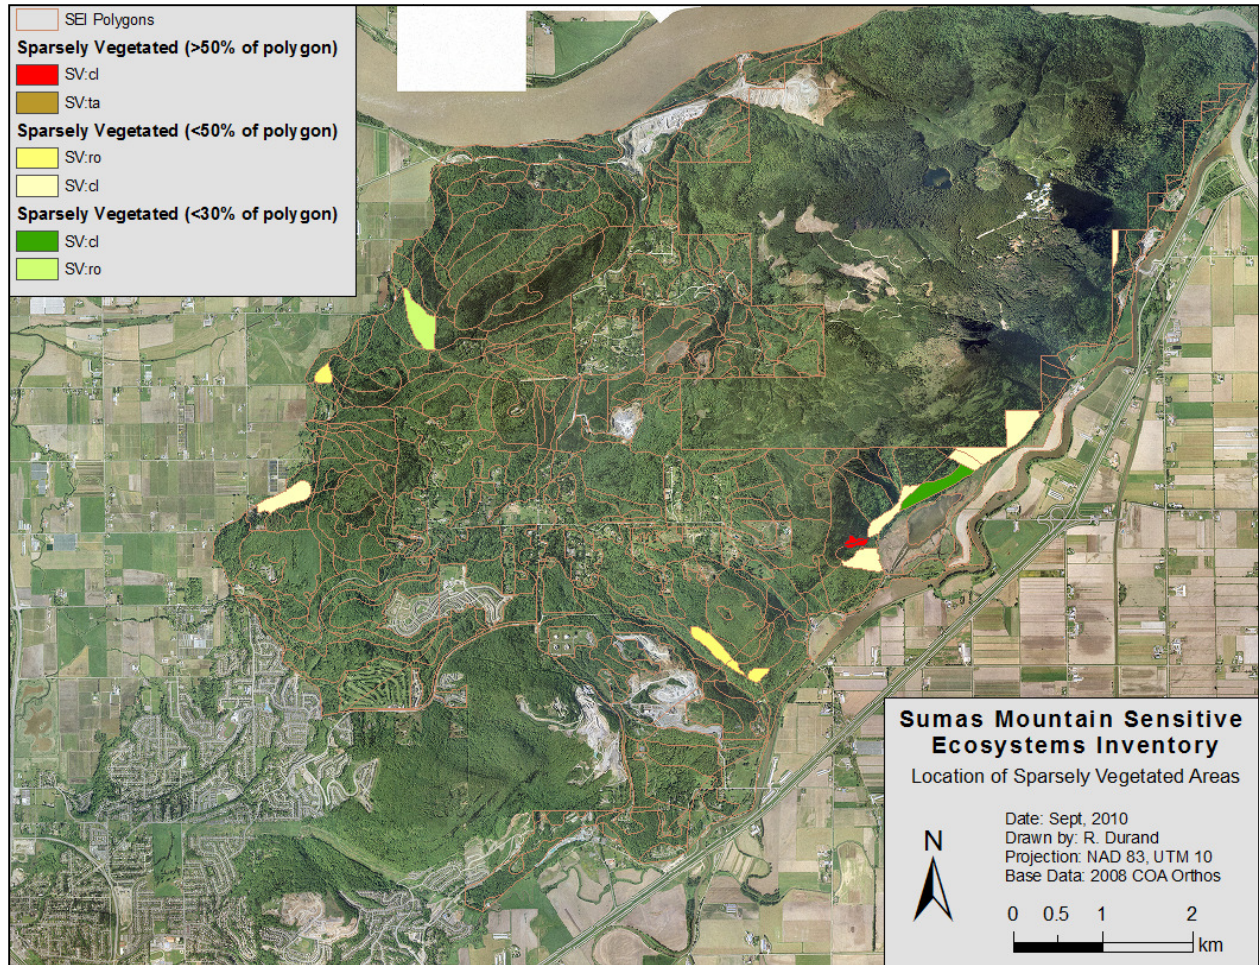 SEI Polygons
Sparsely Vegetated (>50% of polygon)
SV:cl
SV:ta
Sparsely Vegetated (<50% of polygon)
SV:ro
SV:cl
Sparsely Vegetated (<30% of polygon)
SV:cl
SV:ro
Sumas Mountain Sensitive
Ecosystems Inventory
Location of Sparsely Vegetated Areas
Date: Sept, 2010
Drawn by: R. Durand
Projection: NAD 83, UTM 10
Base Data: 2008 COA Orthos
N
0 0.5 1 2
km